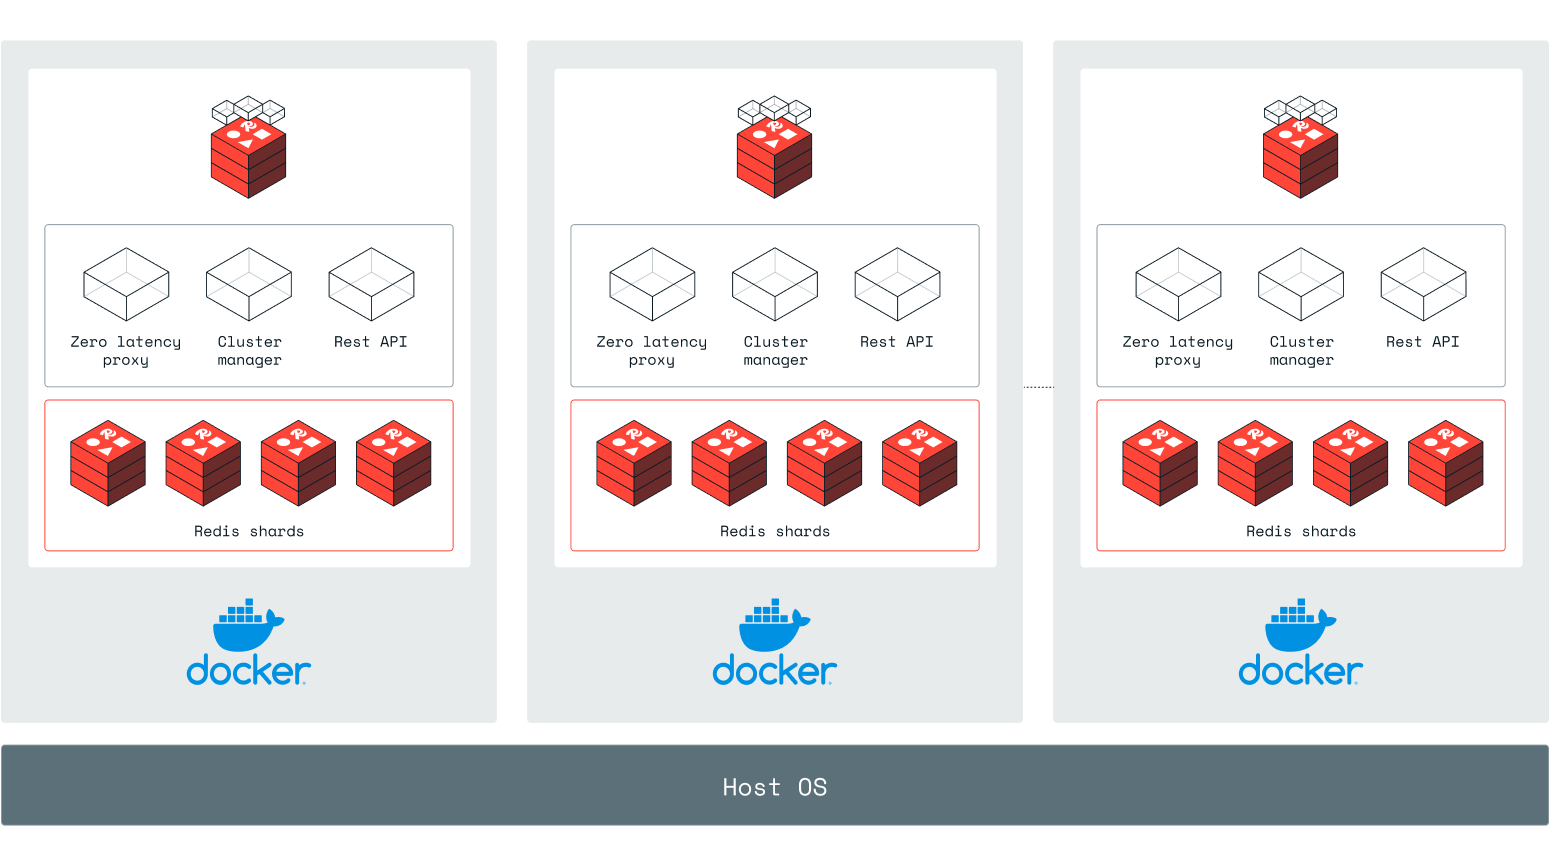 Zero latency
proxy
Cluster
manager
Rest API
Redis shards
docker
Zero latency
proxy
Cluster
manager
Rest API
Redis shards
docker
Zero latency
proxy
Cluster
manager
Rest API
Redis shards
docker
Host OS